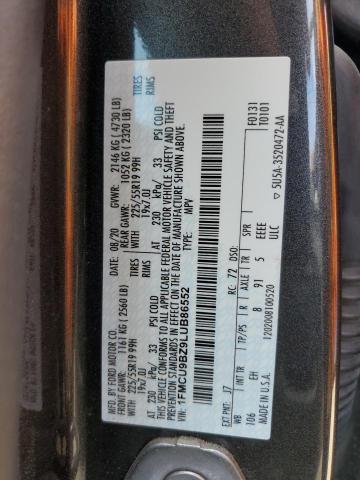 MFD. BY FORD MOTOR CO.
08/20 GVWR: 2146 KG ( 4730 LB)
FRONT GAWR: 1161 KG ( 2560 LB) REAR GAWR: 1052 KG ( 2320 LB)
225/55R19 99H TIRES 225/55R19 99H TIRES
19x7.0J RIMS 19x7.0J RIMS
AT 230 kPa/ 33 PSI COLD AT 230 kPa/ 33 PSI COLD
THIS VEHICLE CONFORMS TO ALL APPLICABLE FEDERAL MOTOR VEHICLE SAFETY AND THEFT
PREVENTION STANDARDS IN EFFECT ON THE DATE OF MANUFACTURE SHOWN ABOVE.
VIN: 1FMCU9BZ9LUB86552
TYPE: MPV
F0131
T0101
EXT PNT: J7 RC: 72 DSO:
WB TP/PS R AXLE TR SPR
106 EH 8 91 5 EEEE
ULC
MADE IN U.S.A. 120200810052​0 5U5A-3520472-AA